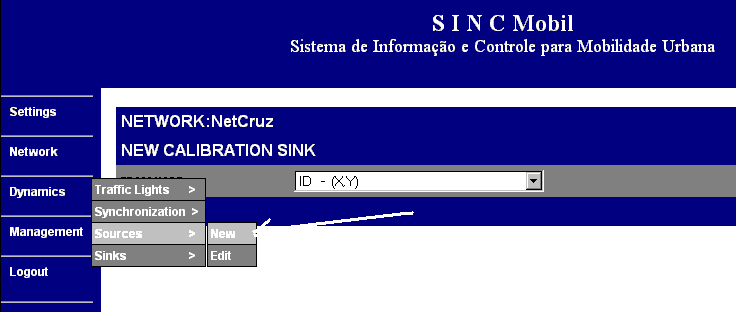 S I N C Mobil
Sistema de Informação e Controle para Mobilidade Urbana
Settings
Network
Dynamics
Management
Logout
NETWORK:NetCruz
NEW CALIBRATION SINK
ID - (X,Y)
Traffic Lights >
Synchronization >
Sources >
Sinks >
New
Edit